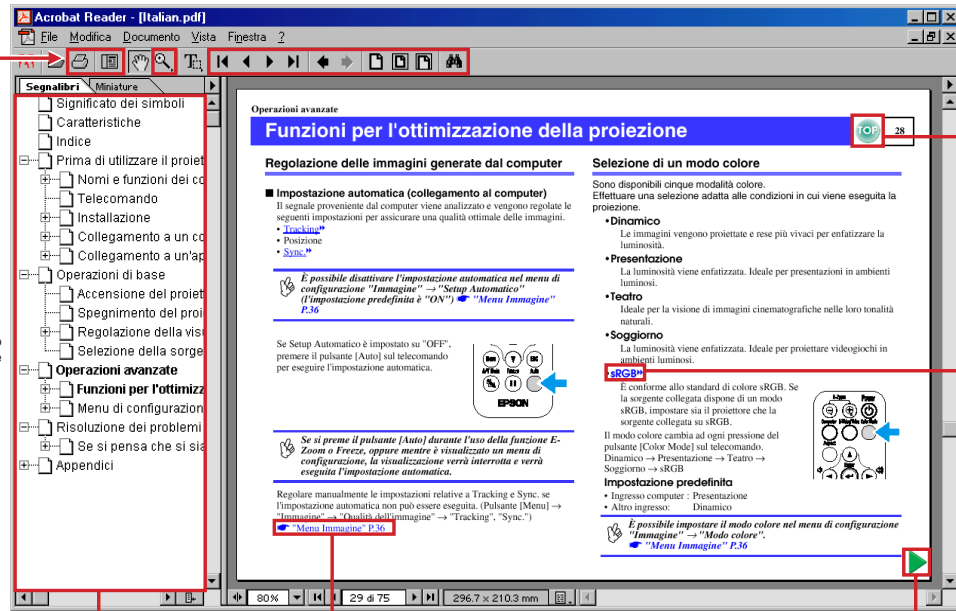 Acrobat Reader - [Italian.pdf]
File Modifica Documento Vista Finestra ?
Segnalibri Miniature
Significato dei simboli
Caratteristiche
Indice
Prima di utilizzare il proiet
Nomi e funzioni dei co
Telecomando
Installazione
Collegamento a un co
Collegamento a un'ap
Operazioni di base
Accensione del proiet
Spegnimento del proi
Regolazione della visu
Selezione della sorge
Operazioni avanzate
Funzioni per l'ottimizz
Menu di configurazion
Risoluzione dei problemi
Se si pensa che si sia
Appendici
Operazioni avanzate
Funzioni per l'ottimizzazione della proiezione
TOP
28
Regolazione delle immagini generate dal computer
■ Impostazione automatica (collegamento al computer)
Il segnale proveniente dal computer viene analizzato e vengono regolate le
seguenti impostazioni per assicurare una qualità ottimale delle immagini.
• Tracking
• Posizione
• Sync.
È possibile disattivare l'impostazione automatica nel menu di
configurazione "Immagine" → "Setup Automatico"
(l'impostazione predefinita è "ON") ☛ "Menu Immagine"
P.36
Se Setup Automatico è impostato su "OFF",
premere il pulsante [Auto] sul telecomando
per eseguire l'impostazione automatica.
ESC
A/V Mute Freeze Auto
EPSON
Se si preme il pulsante [Auto] durante l'uso della funzione E-
Zoom o Freeze, oppure mentre è visualizzato un menu di
configurazione, la visualizzazione verrà interrotta e verrà
eseguita l'impostazione automatica.
Regolare manualmente le impostazioni relative a Tracking e Sync. se
l'impostazione automatica non può essere eseguita. (Pulsante [Menu] →
"Immagine" → "Qualità dell'immagine" → "Tracking", "Sync.")
☛ "Menu Immagine" P.36
Selezione di un modo colore
Sono disponibili cinque modalità colore.
Effettuare una selezione adatta alle condizioni in cui viene eseguita la
proiezione.
•Dinamico
Le immagini vengono proiettate e rese più vivaci per enfatizzare la
luminosità.
•Presentazione
La luminosità viene enfatizzata. Ideale per presentazioni in ambienti
luminosi.
•Teatro
Ideale per la visione di immagini cinematografiche nelle loro tonalità
naturali.
•Soggiorno
La luminosità viene enfatizzata. Ideale per proiettare videogiochi in
ambienti luminosi.
•sRGB
È conforme allo standard di colore sRGB. Se
la sorgente collegata dispone di un modo
sRGB, impostare sia il proiettore che la
sorgente collegata su sRGB.
Il modo colore cambia ad ogni pressione del
pulsante [Color Mode] sul telecomando.
Dinamico → Presentazione → Teatro →
Soggiorno → sRGB
Power
Color Mode
Enter
Impostazione predefinita
• Ingresso computer : Presentazione
• Altro ingresso: Dinamico
È possibile impostare il modo colore nel menu di configurazione
"Immagine" → "Modo colore".
☛ "Menu Immagine" P.36
80% 29 di 75 296.7 × 210.3 mm